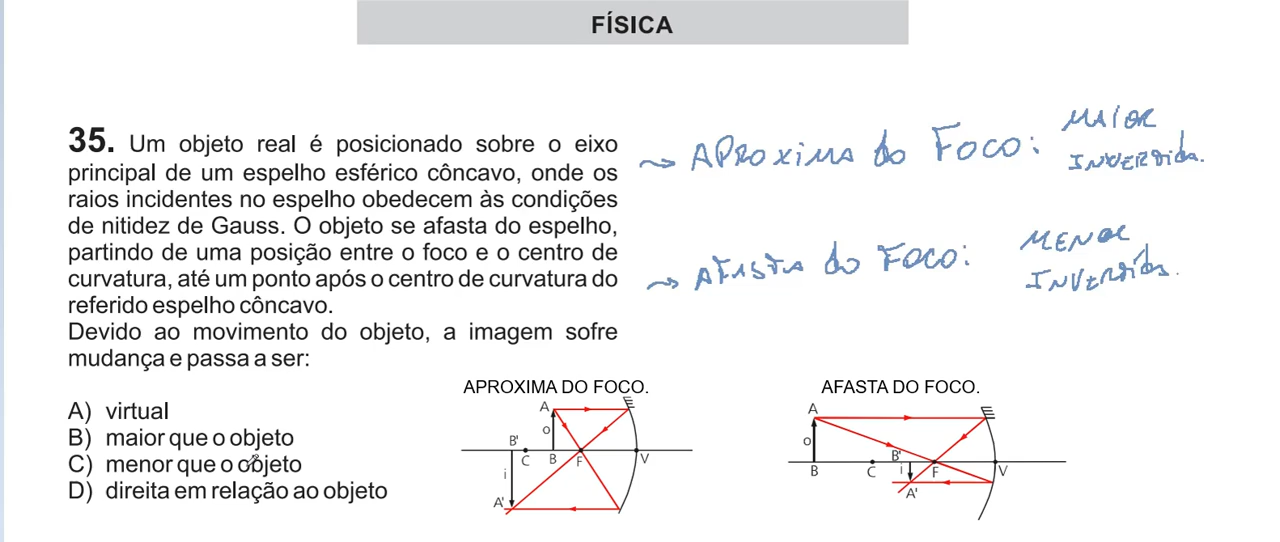 FÍSICA
35. Um objeto real é posicionado sobre o eixo
principal de um espelho esférico côncavo, onde os
raios incidentes no espelho obedecem às condições
de nitidez de Gauss. O objeto se afasta do espelho,
partindo de uma posição entre o foco e o centro de
curvatura, até um ponto após o centro de curvatura do
referido espelho côncavo.
Devido ao movimento do objeto, a imagem sofre
mudança e passa a ser:
A) virtual
B) maior que o objeto
C) menor que o objeto
D) direita em relação ao objeto
~> APROXIMA do FOCO: MAIOR
INVERTIDA.
~> AFASTA do FOCO: MENOR
INVERTIDA.
APROXIMA DO FOCO.
A
o
B'
C
B
F
V
i
A'
AFASTA DO FOCO.
A
o
B
C
B'
i
F
V
A'